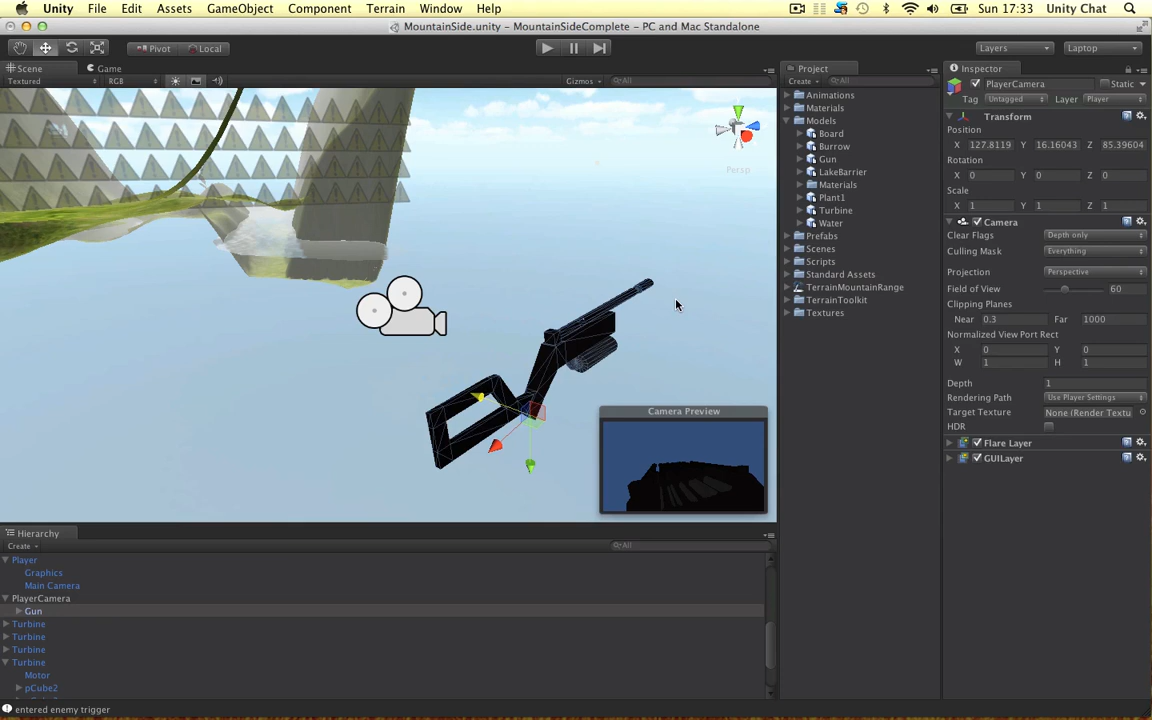 Unity File Edit Assets GameObject Component Terrain Window Help Sun 17:33 Unity Chat
MountainSide.unity - MountainSideComplete - PC and Mac Standalone
Pivot Local Layers Laptop
Scene Game
Textured RGB Gizmos All
Persp
Camera Preview
Hierarchy
Create All
Player
Graphics
Main Camera
PlayerCamera
Gun
Turbine
Turbine
Turbine
Turbine
Motor
pCube2
entered enemy trigger
Project
Create All
Animations
Materials
Models
Board
Burrow
Gun
LakeBarrier
Materials
Plant1
Turbine
Water
Prefabs
Scenes
Scripts
Standard Assets
TerrainMountainRange
TerrainToolkit
Textures
Inspector
PlayerCamera Static
Tag Untagged Layer Player
Transform
Position
X 127.8119 Y 16.16043 Z 85.39604
Rotation
X 0 Y 0 Z 0
Scale
X 1 Y 1 Z 1
Camera
Clear Flags Depth only
Culling Mask Everything
Projection Perspective
Field of View 60
Clipping Planes
Near 0.3 Far 1000
Normalized View Port Rect
X 0 Y 0
W 1 H 1
Depth 1
Rendering Path Use Player Settings
Target Texture None (Render Textu
HDR
Flare Layer
GUILayer